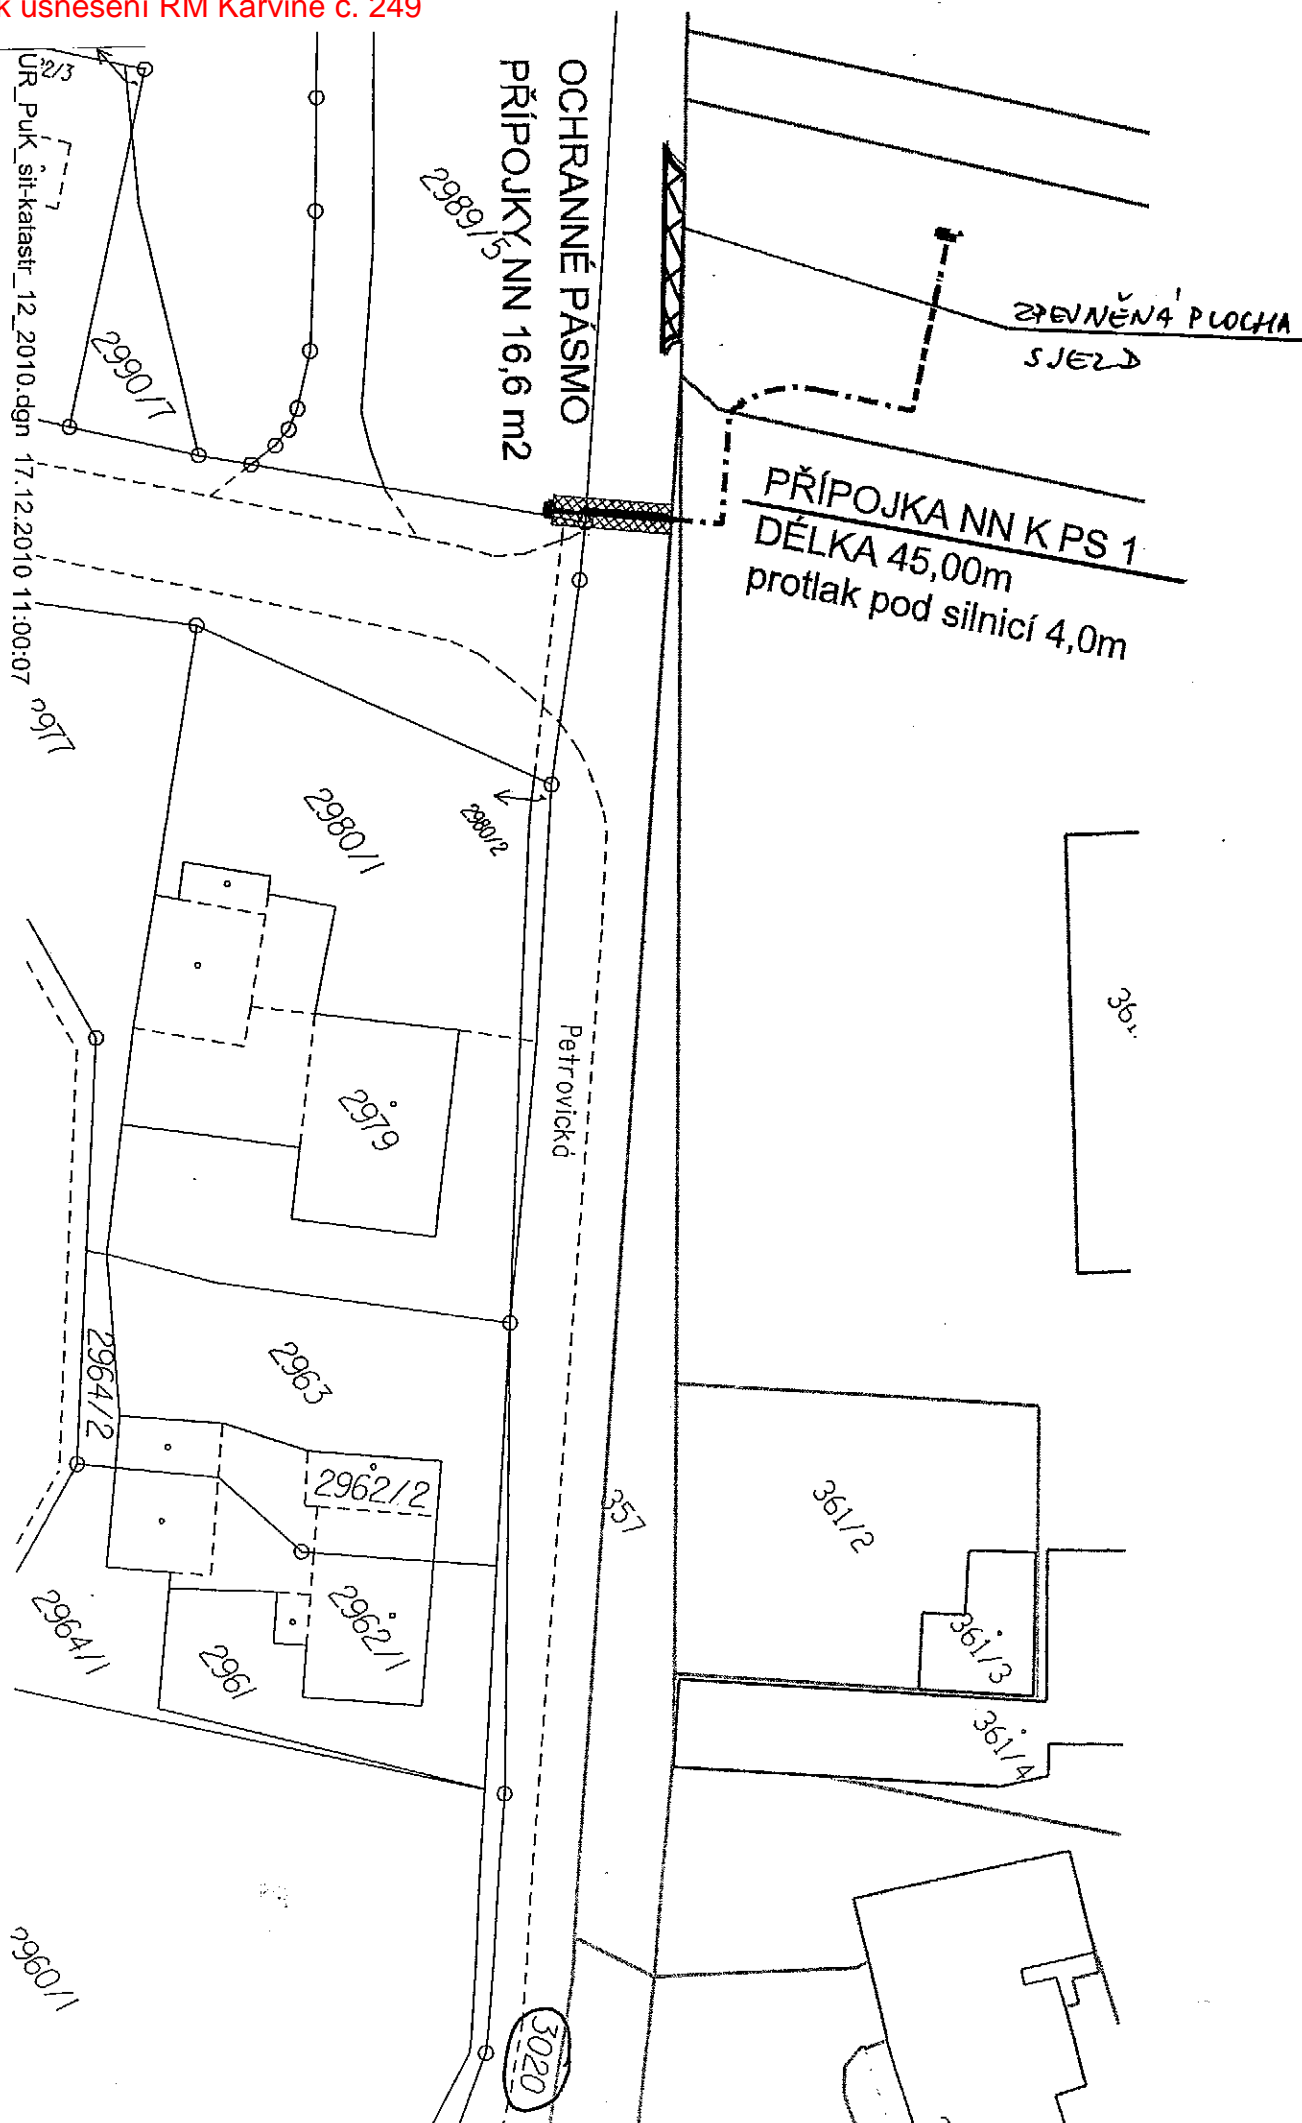 k usnesení RM Karviné č. 249
ÚR_PuK_sit-katastr_12_2010.dgn 17.12.2010 11:00:07
OCHRANNÉ PÁSMO
PŘÍPOJKY NN 16,6 m2
ZPEVNĚNÁ PLOCHA
SJEZD
PŘÍPOJKA NN K PS 1
DÉLKA 45,00m
protlak pod silnicí 4,0m
2989/5
2990/7
2980/1
2980/2
2979
Petrovická
2963
2964/2
2962/2
2962/1
2961
2964/1
357
361/2
361/3
361/4
3020